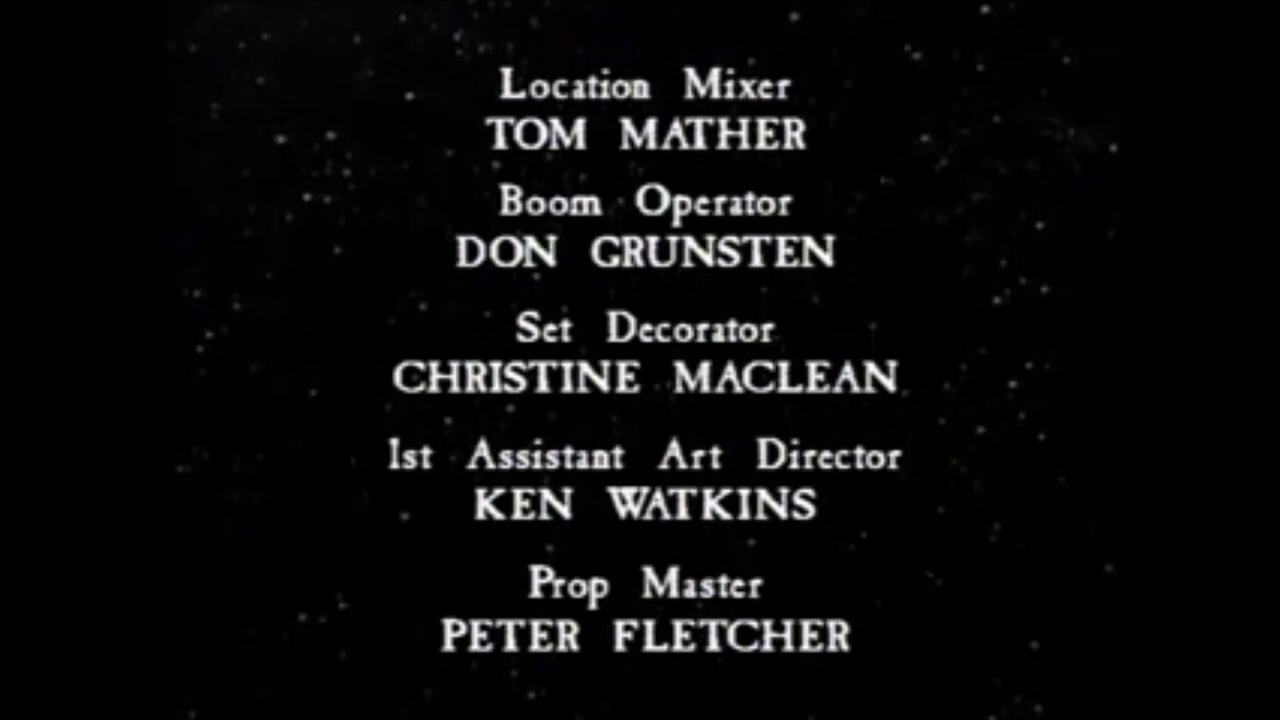 Location Mixer
TOM MATHER
Boom Operator
DON GRUNSTEN
Set Decorator
CHRISTINE MACLEAN
1st Assistant Art Director
KEN WATKINS
Prop Master
PETER FLETCHER